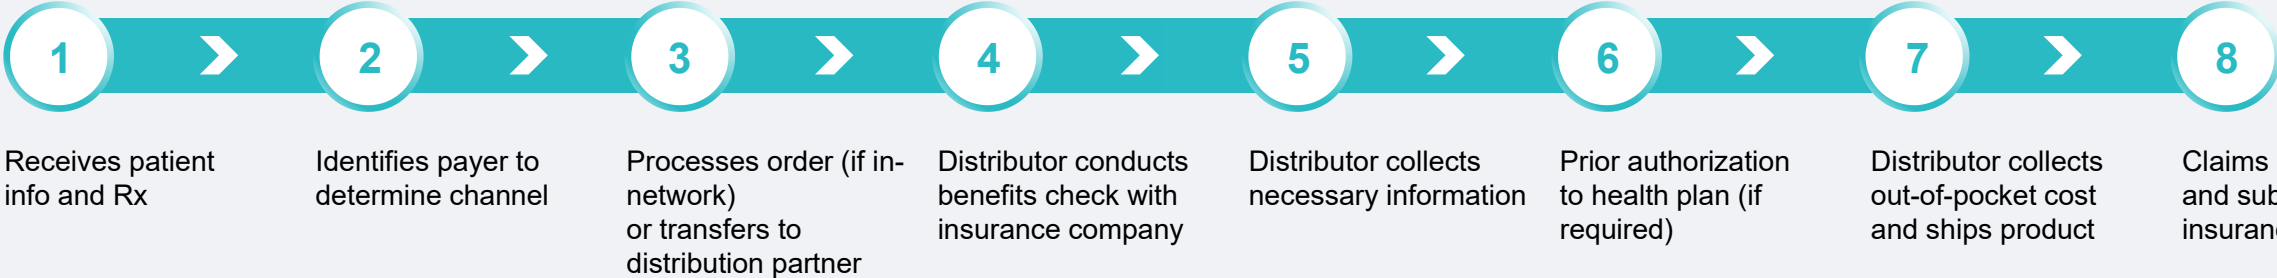 1
2
3
4
5
6
7
8
Receives patient
info and Rx
Identifies payer to
determine channel
Processes order (if in-
network)
or transfers to
distribution partner
Distributor conducts
benefits check with
insurance company
Distributor collects
necessary information
Prior authorization
to health plan (if
required)
Distributor collects
out-of-pocket cost
and ships product
Claims
and